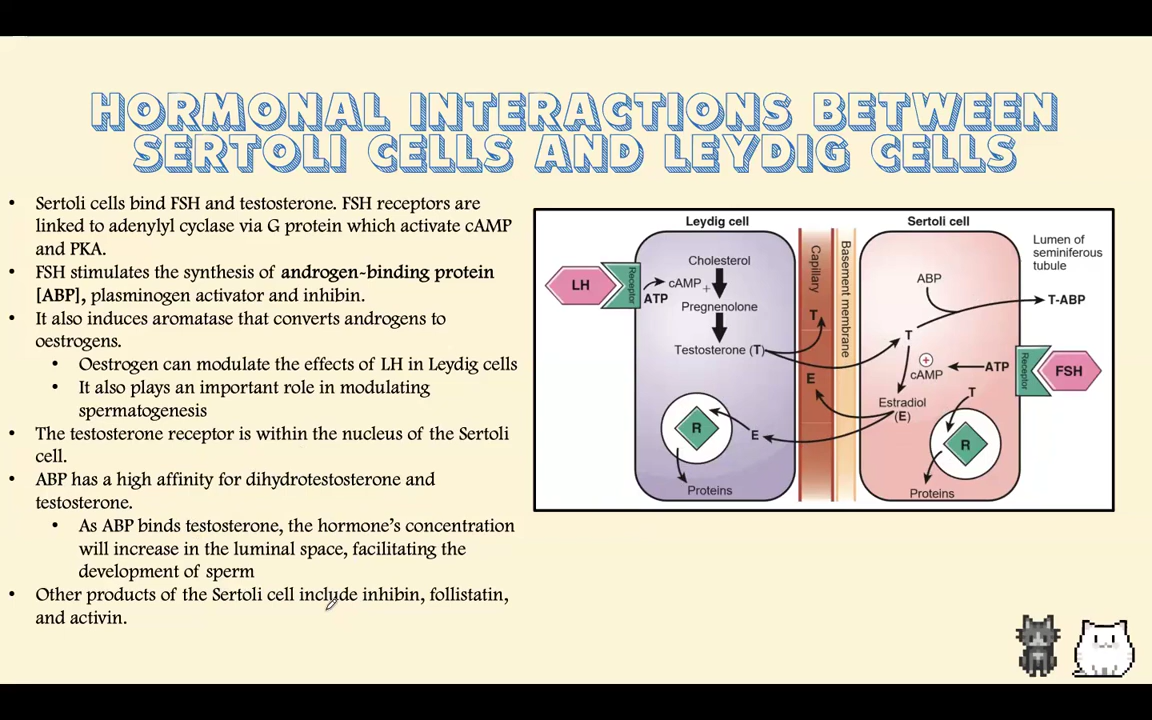 HORMONAL INTERACTIONS BETWEEN
SERTOLI CELLS AND LEYDIG CELLS
• Sertoli cells bind FSH and testosterone. FSH receptors are
linked to adenylyl cyclase via G protein which activate cAMP
and PKA.
• FSH stimulates the synthesis of androgen-binding protein
[ABP], plasminogen activator and inhibin.
• It also induces aromatase that converts androgens to
oestrogens.
• Oestrogen can modulate the effects of LH in Leydig cells
• It also plays an important role in modulating
spermatogenesis
• The testosterone receptor is within the nucleus of the Sertoli
cell.
• ABP has a high affinity for dihydrotestosterone and
testosterone.
• As ABP binds testosterone, the hormone's concentration
will increase in the luminal space, facilitating the
development of sperm
• Other products of the Sertoli cell include inhibin, follistatin,
and activin.
Leydig cell
LH
Receptor
ATP
cAMP
+
Cholesterol
Pregnenolone
Testosterone (T)
R
E
Proteins
Capillary
T
E
Basement membrane
Sertoli cell
ABP
T
+
cAMP
ATP
Estradiol
(E)
T
R
Proteins
Receptor
FSH
Lumen of
seminiferous
tubule
T-ABP